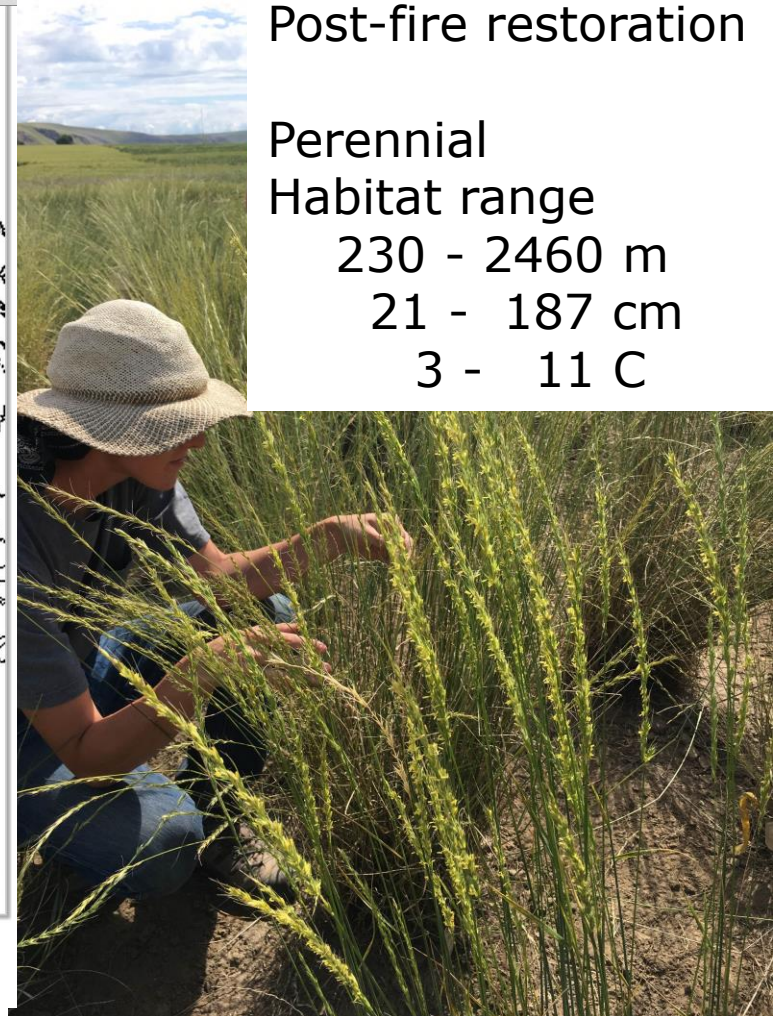 Post-fire restoration
Perennial
Habitat range
230 - 2460 m
21 - 187 cm
3 - 11 C